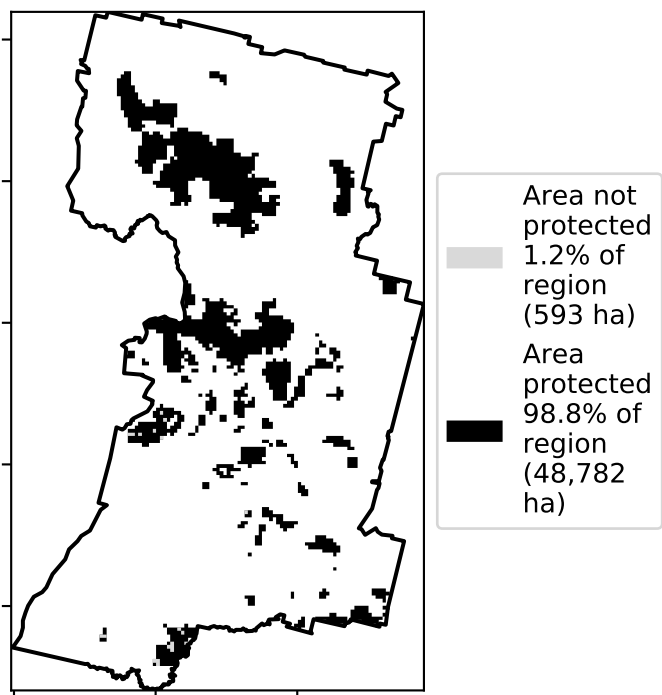 Area not
protected
1.2% of
region
(593 ha)
Area
protected
98.8% of
region
(48,782
ha)